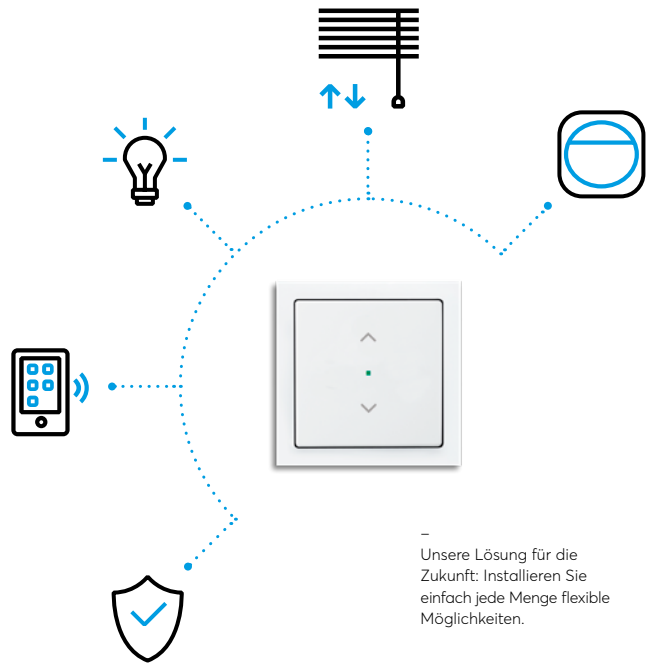 –
Unsere Lösung für die
Zukunft: Installieren Sie
einfach jede Menge flexible
Möglichkeiten.